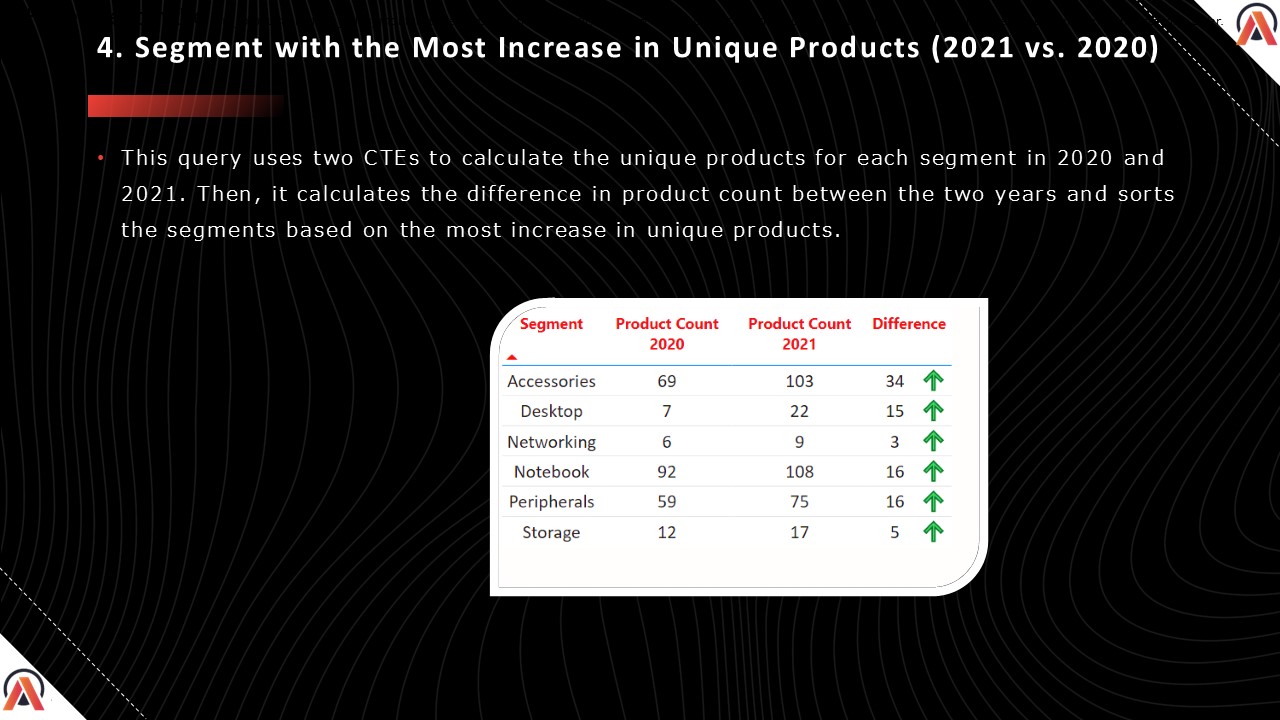 4. Segment with the Most Increase in Unique Products (2021 vs. 2020)
• This query uses two CTEs to calculate the unique products for each segment in 2020 and
2021. Then, it calculates the difference in product count between the two years and sorts
the segments based on the most increase in unique products.
Segment Product Count 2020 Product Count 2021 Difference
Accessories 69 103 34
Desktop 7 22 15
Networking 6 9 3
Notebook 92 108 16
Peripherals 59 75 16
Storage 12 17 5